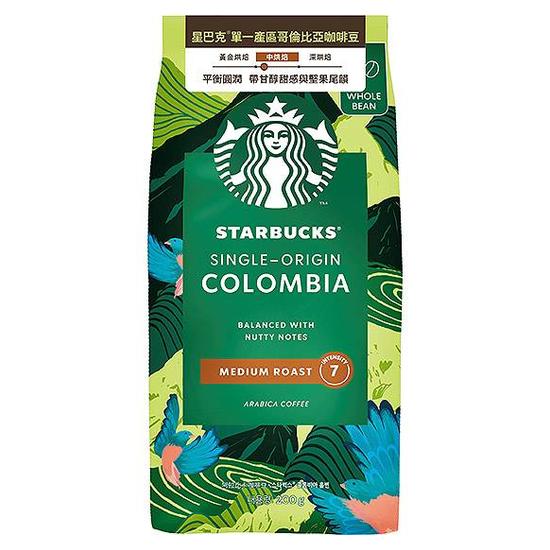 星巴克®單一產區哥倫比亞咖啡豆
黃金烘焙 中烘焙 深烘焙
平衡圓潤 帶甘醇甜感與堅果尾韻
WHOLE
BEAN
TM
STARBUCKS®
SINGLE-ORIGIN
COLOMBIA
BALANCED WITH
NUTTY NOTES
MEDIUM ROAST INTENSITY 7
ARABICA COFFEE
200g